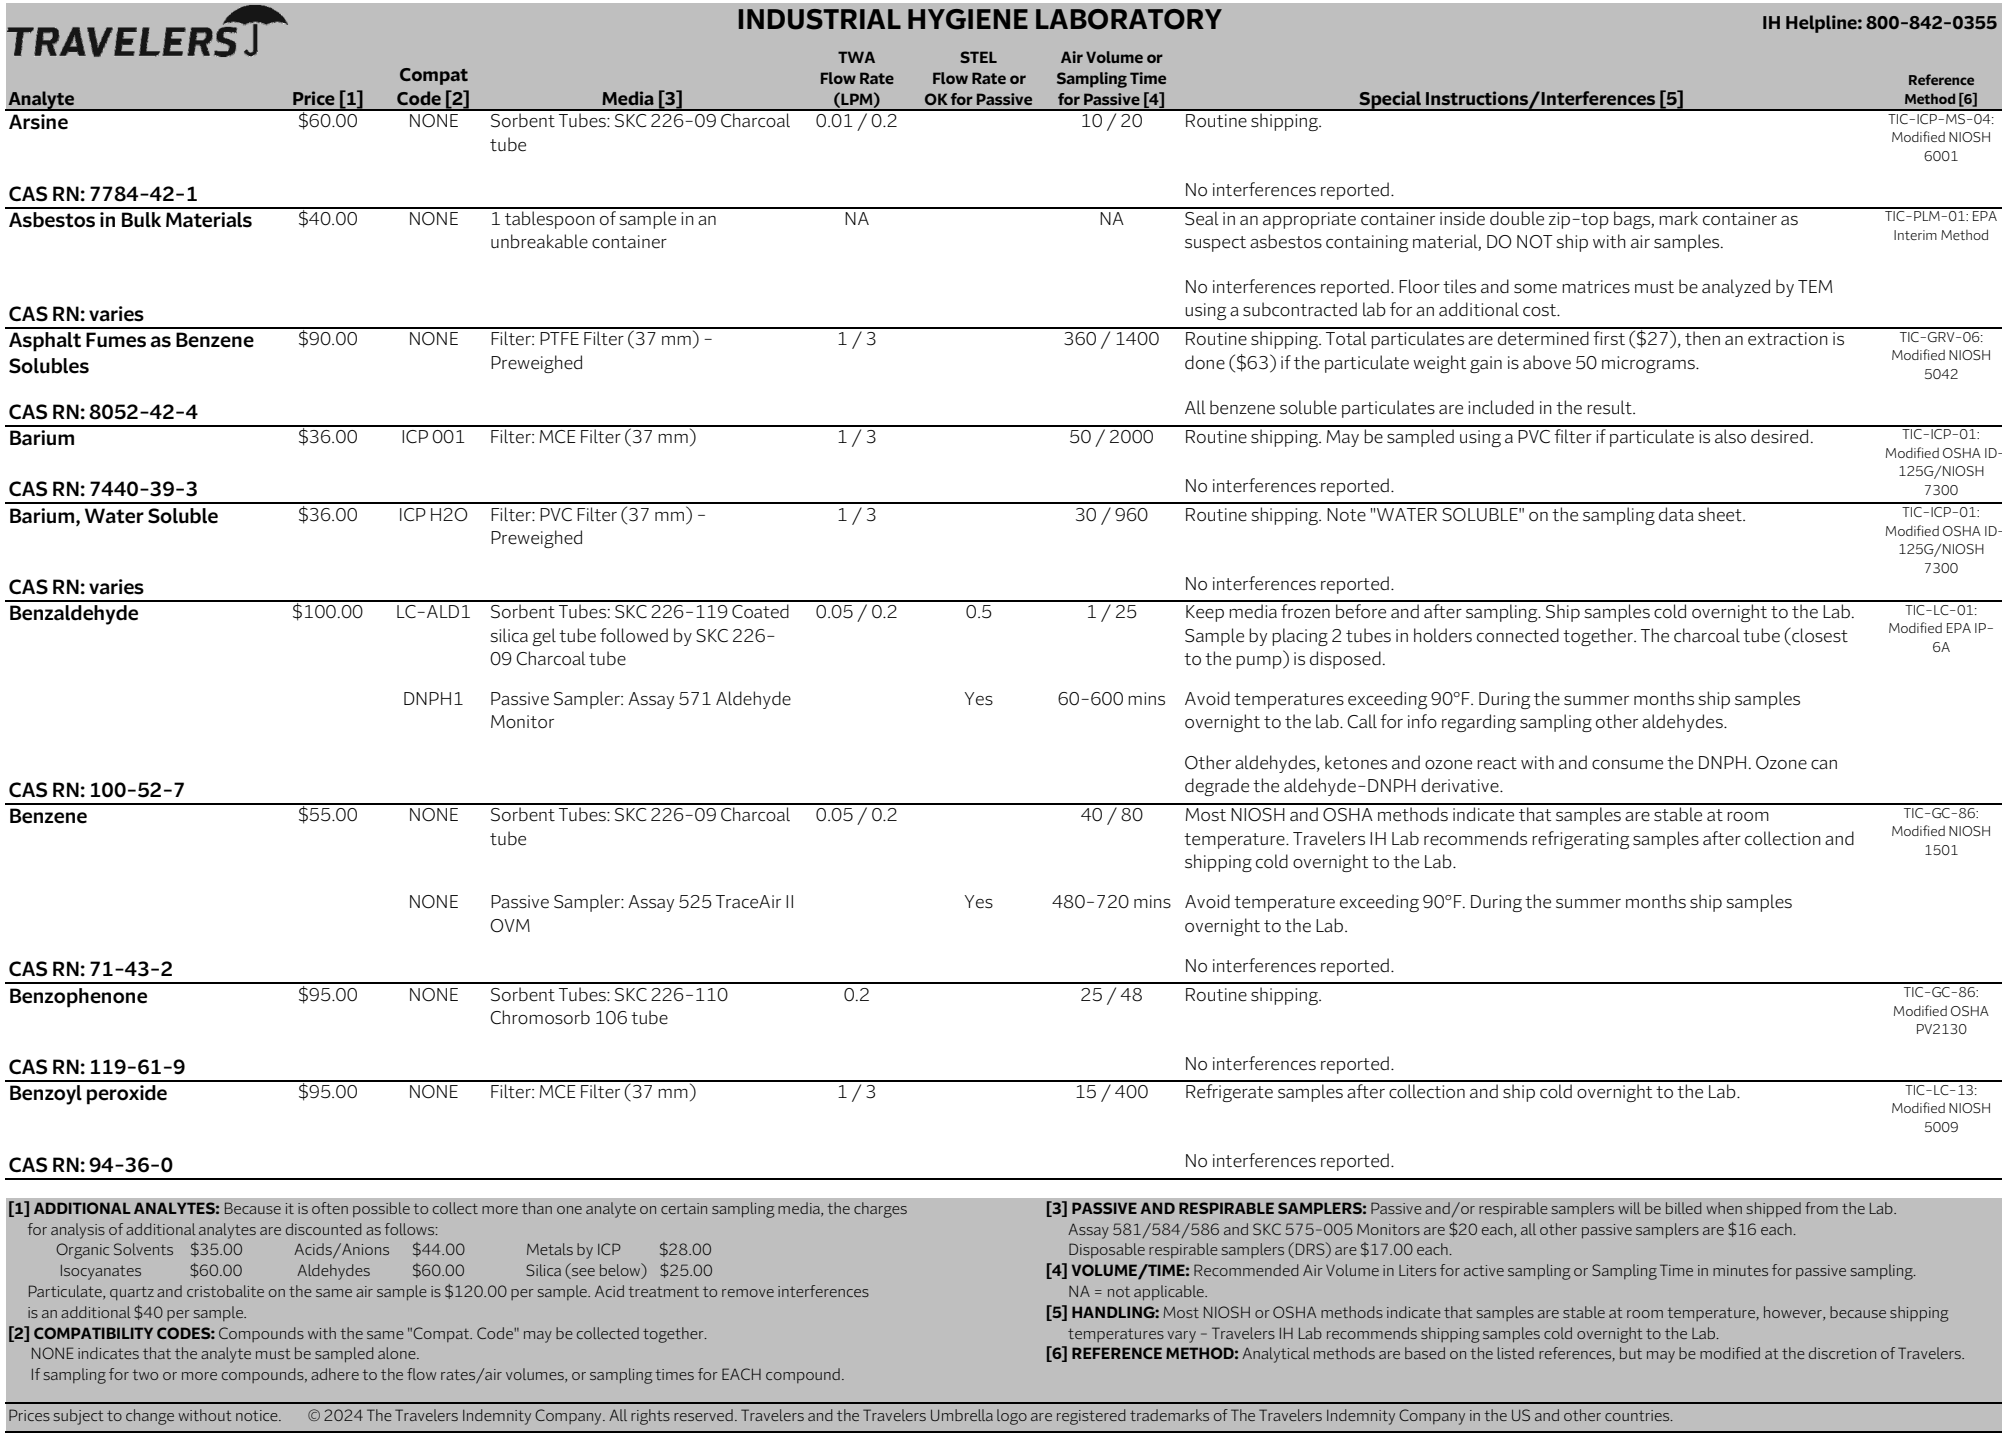 TRAVELERS
INDUSTRIAL HYGIENE LABORATORY
IH Helpline: 800-842-0355
Analyte
Price [1]
Compat
Code [2]
Media [3]
TWA
Flow Rate
(LPM)
STEL
Flow Rate or
OK for Passive
Air Volume or
Sampling Time
for Passive [4]
Special Instructions/Interferences [5]
Reference
Method [6]
Arsine
$60.00
NONE
Sorbent Tubes: SKC 226-09 Charcoal
tube
0.01 / 0.2
10 / 20
Routine shipping.
No interferences reported.
TIC-ICP-MS-04:
Modified NIOSH
6001
CAS RN: 7784-42-1
Asbestos in Bulk Materials
$40.00
NONE
1 tablespoon of sample in an
unbreakable container
NA
NA
Seal in an appropriate container inside double zip-top bags, mark container as
suspect asbestos containing material, DO NOT ship with air samples.
No interferences reported. Floor tiles and some matrices must be analyzed by TEM
using a subcontracted lab for an additional cost.
TIC-PLM-01: EPA
Interim Method
CAS RN: varies
Asphalt Fumes as Benzene
Solubles
$90.00
NONE
Filter: PTFE Filter (37 mm) -
Preweighed
1 / 3
360 / 1400
Routine shipping. Total particulates are determined first ($27), then an extraction is
done ($63) if the particulate weight gain is above 50 micrograms.
All benzene soluble particulates are included in the result.
TIC-GRV-06:
Modified NIOSH
5042
CAS RN: 8052-42-4
Barium
$36.00
ICP 001
Filter: MCE Filter (37 mm)
1 / 3
50 / 2000
Routine shipping. May be sampled using a PVC filter if particulate is also desired.
No interferences reported.
TIC-ICP-01:
Modified OSHA ID-
125G/NIOSH
7300
CAS RN: 7440-39-3
Barium, Water Soluble
$36.00
ICP H2O
Filter: PVC Filter (37 mm) -
Preweighed
1 / 3
30 / 960
Routine shipping. Note "WATER SOLUBLE" on the sampling data sheet.
No interferences reported.
TIC-ICP-01:
Modified OSHA ID-
125G/NIOSH
7300
CAS RN: varies
Benzaldehyde
$100.00
LC-ALD1
Sorbent Tubes: SKC 226-119 Coated
silica gel tube followed by SKC 226-
09 Charcoal tube
0.05 / 0.2
0.5
1 / 25
Keep media frozen before and after sampling. Ship samples cold overnight to the Lab.
Sample by placing 2 tubes in holders connected together. The charcoal tube (closest
to the pump) is disposed.
TIC-LC-01:
Modified EPA IP-
6A
DNPH1
Passive Sampler: Assay 571 Aldehyde
Monitor
Yes
60-600 mins
Avoid temperatures exceeding 90°F. During the summer months ship samples
overnight to the lab. Call for info regarding sampling other aldehydes.
Other aldehydes, ketones and ozone react with and consume the DNPH. Ozone can
degrade the aldehyde-DNPH derivative.
CAS RN: 100-52-7
Benzene
$55.00
NONE
Sorbent Tubes: SKC 226-09 Charcoal
tube
0.05 / 0.2
40 / 80
Most NIOSH and OSHA methods indicate that samples are stable at room
temperature. Travelers IH Lab recommends refrigerating samples after collection and
shipping cold overnight to the Lab.
TIC-GC-86:
Modified NIOSH
1501
NONE
Passive Sampler: Assay 525 TraceAir II
OVM
Yes
480-720 mins
Avoid temperature exceeding 90°F. During the summer months ship samples
overnight to the Lab.
No interferences reported.
CAS RN: 71-43-2
Benzophenone
$95.00
NONE
Sorbent Tubes: SKC 226-110
Chromosorb 106 tube
0.2
25 / 48
Routine shipping.
No interferences reported.
TIC-GC-86:
Modified OSHA
PV2130
CAS RN: 119-61-9
Benzoyl peroxide
$95.00
NONE
Filter: MCE Filter (37 mm)
1 / 3
15 / 400
Refrigerate samples after collection and ship cold overnight to the Lab.
No interferences reported.
TIC-LC-13:
Modified NIOSH
5009
CAS RN: 94-36-0
[1] ADDITIONAL ANALYTES: Because it is often possible to collect more than one analyte on certain sampling media, the charges
for analysis of additional analytes are discounted as follows:
Organic Solvents $35.00 Acids/Anions $44.00 Metals by ICP $28.00
Isocyanates $60.00 Aldehydes $60.00 Silica (see below) $25.00
Particulate, quartz and cristobalite on the same air sample is $120.00 per sample. Acid treatment to remove interferences
is an additional $40 per sample.
[2] COMPATIBILITY CODES: Compounds with the same "Compat. Code" may be collected together.
NONE indicates that the analyte must be sampled alone.
If sampling for two or more compounds, adhere to the flow rates/air volumes, or sampling times for EACH compound.
[3] PASSIVE AND RESPIRABLE SAMPLERS: Passive and/or respirable samplers will be billed when shipped from the Lab.
Assay 581/584/586 and SKC 575-005 Monitors are $20 each, all other passive samplers are $16 each.
Disposable respirable samplers (DRS) are $17.00 each.
[4] VOLUME/TIME: Recommended Air Volume in Liters for active sampling or Sampling Time in minutes for passive sampling.
NA = not applicable.
[5] HANDLING: Most NIOSH or OSHA methods indicate that samples are stable at room temperature, however, because shipping
temperatures vary - Travelers IH Lab recommends shipping samples cold overnight to the Lab.
[6] REFERENCE METHOD: Analytical methods are based on the listed references, but may be modified at the discretion of Travelers.
Prices subject to change without notice. © 2024 The Travelers Indemnity Company. All rights reserved. Travelers and the Travelers Umbrella logo are registered trademarks of The Travelers Indemnity Company in the US and other countries.